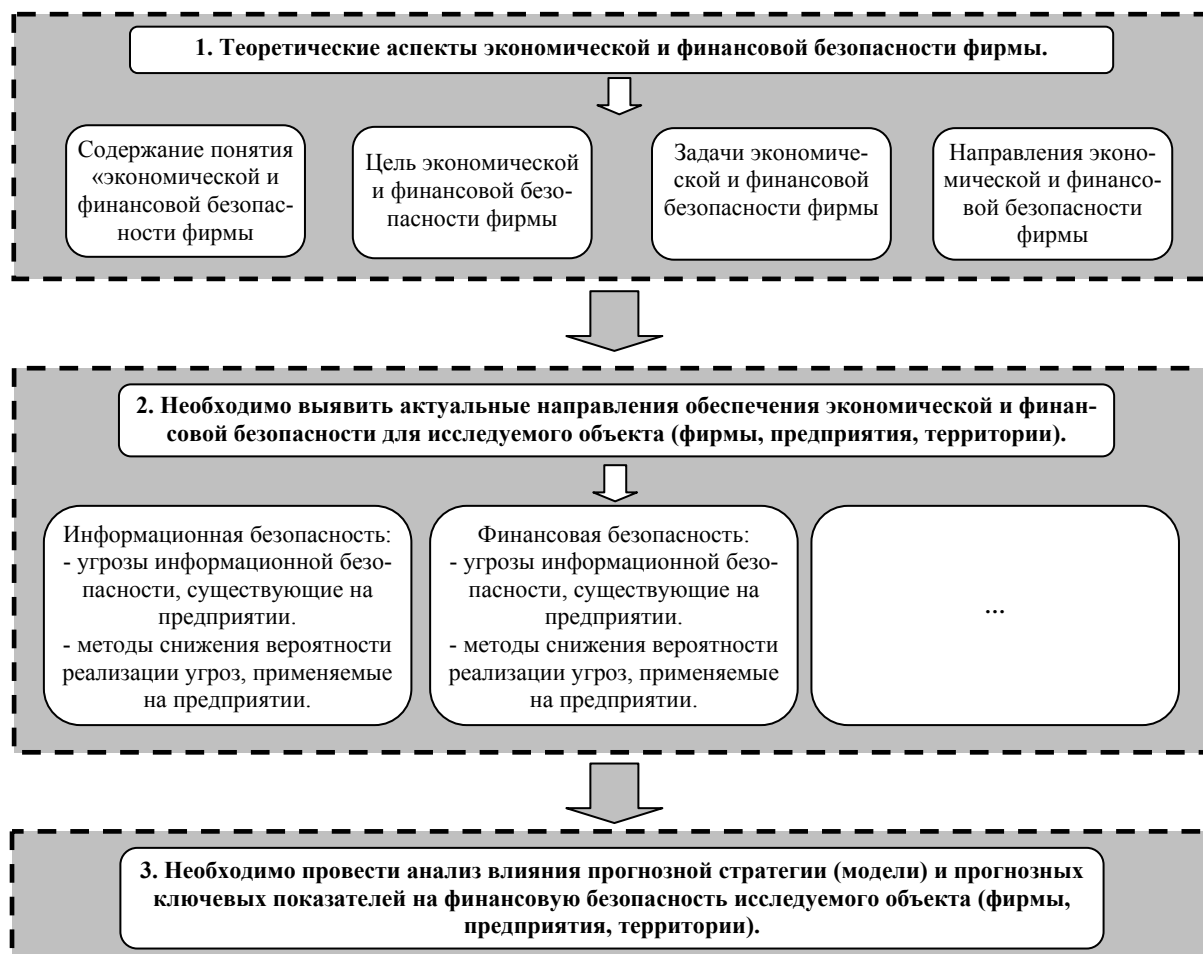 1. Теоретические аспекты экономической и финансовой безопасности фирмы.
Содержание понятия
«экономической и
финансовой безопас-
ности фирмы
Цель экономической
и финансовой безо-
пасности фирмы
Задачи экономиче-
ской и финансовой
безопасности фирмы
Направления эконо-
мической и финансо-
вой безопасности
фирмы
2. Необходимо выявить актуальные направления обеспечения экономической и финан-
совой безопасности для исследуемого объекта (фирмы, предприятия, территории).
Информационная безопасность:
- угрозы информационной безо-
пасности, существующие на
предприятии.
- методы снижения вероятности
реализации угроз, применяемые
на предприятии.
Финансовая безопасность:
- угрозы информационной безо-
пасности, существующие на
предприятии.
- методы снижения вероятности
реализации угроз, применяемые
на предприятии.
...
3. Необходимо провести анализ влияния прогнозной стратегии (модели) и прогнозных
ключевых показателей на финансовую безопасность исследуемого объекта (фирмы,
предприятия, территории).